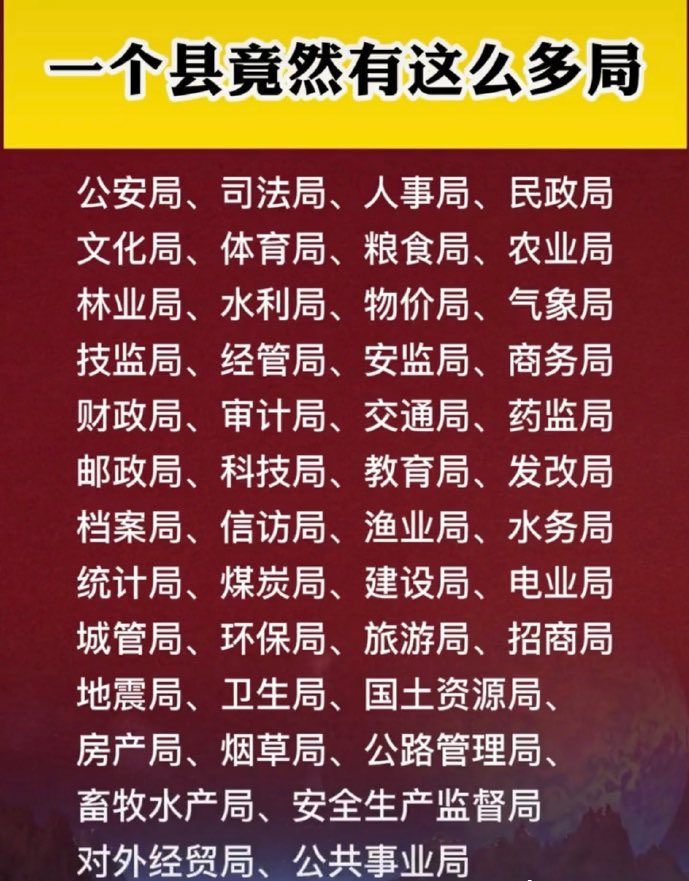 一个县竟然有这么多局
公安局、司法局、人事局、民政局
文化局、体育局、粮食局、农业局
林业局、水利局、物价局、气象局
技监局、经管局、安监局、商务局
财政局、审计局、交通局、药监局
邮政局、科技局、教育局、发改局
档案局、信访局、渔业局、水务局
统计局、煤炭局、建设局、电业局
城管局、环保局、旅游局、招商局
地震局、卫生局、国土资源局、
房产局、烟草局、公路管理局、
畜牧水产局、安全生产监督局
对外经贸局、公共事业局